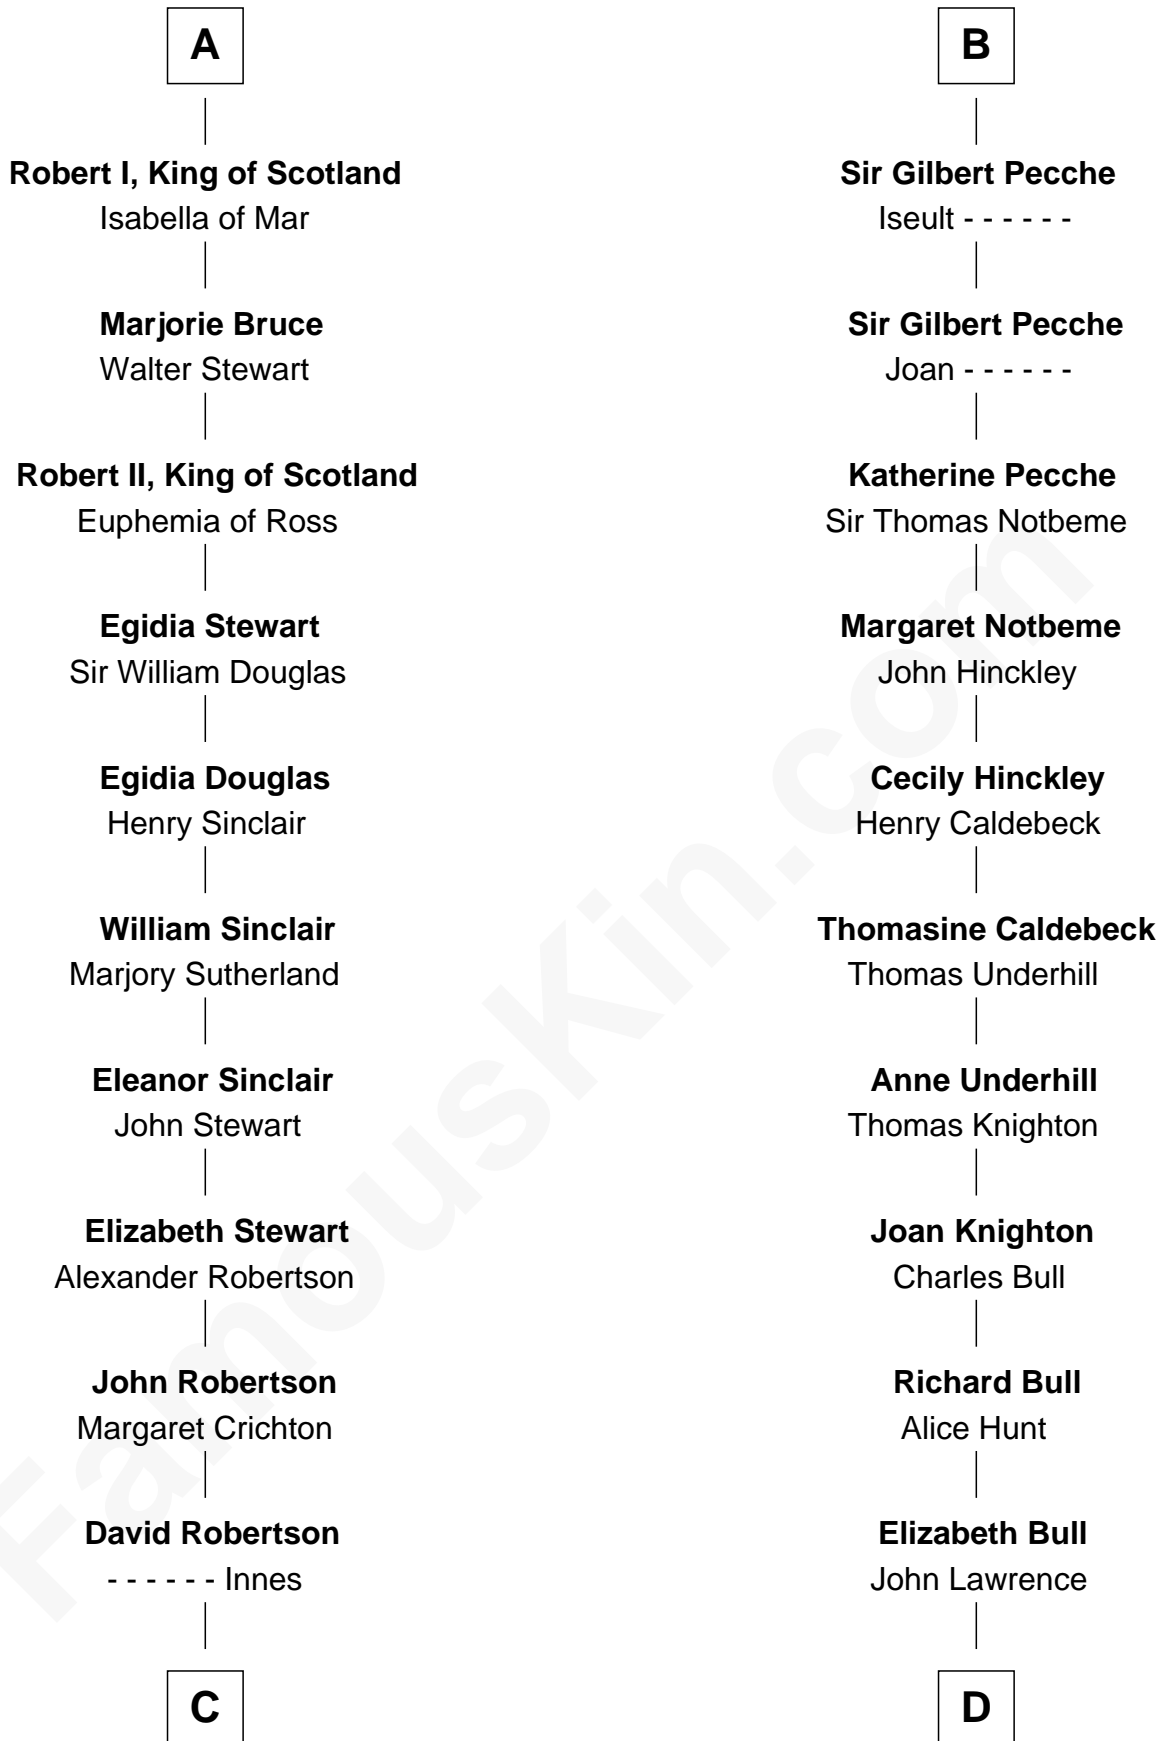 A
Robert I, King of Scotland
Isabella of Mar
Marjorie Bruce
Walter Stewart
Robert II, King of Scotland
Euphemia of Ross
Egidia Stewart
Sir William Douglas
Egidia Douglas
Henry Sinclair
William Sinclair
Marjory Sutherland
Eleanor Sinclair
John Stewart
Elizabeth Stewart
Alexander Robertson
John Robertson
Margaret Crichton
David Robertson
- - - - - - Innes
C
B
Sir Gilbert Pecche
Iseult - - - - - -
Sir Gilbert Pecche
Joan - - - - - -
Katherine Pecche
Sir Thomas Notbeme
Margaret Notbeme
John Hinckley
Cecily Hinckley
Henry Caldebeck
Thomasine Caldebeck
Thomas Underhill
Anne Underhill
Thomas Knighton
Joan Knighton
Charles Bull
Richard Bull
Alice Hunt
Elizabeth Bull
John Lawrence
D
FamousKin.com